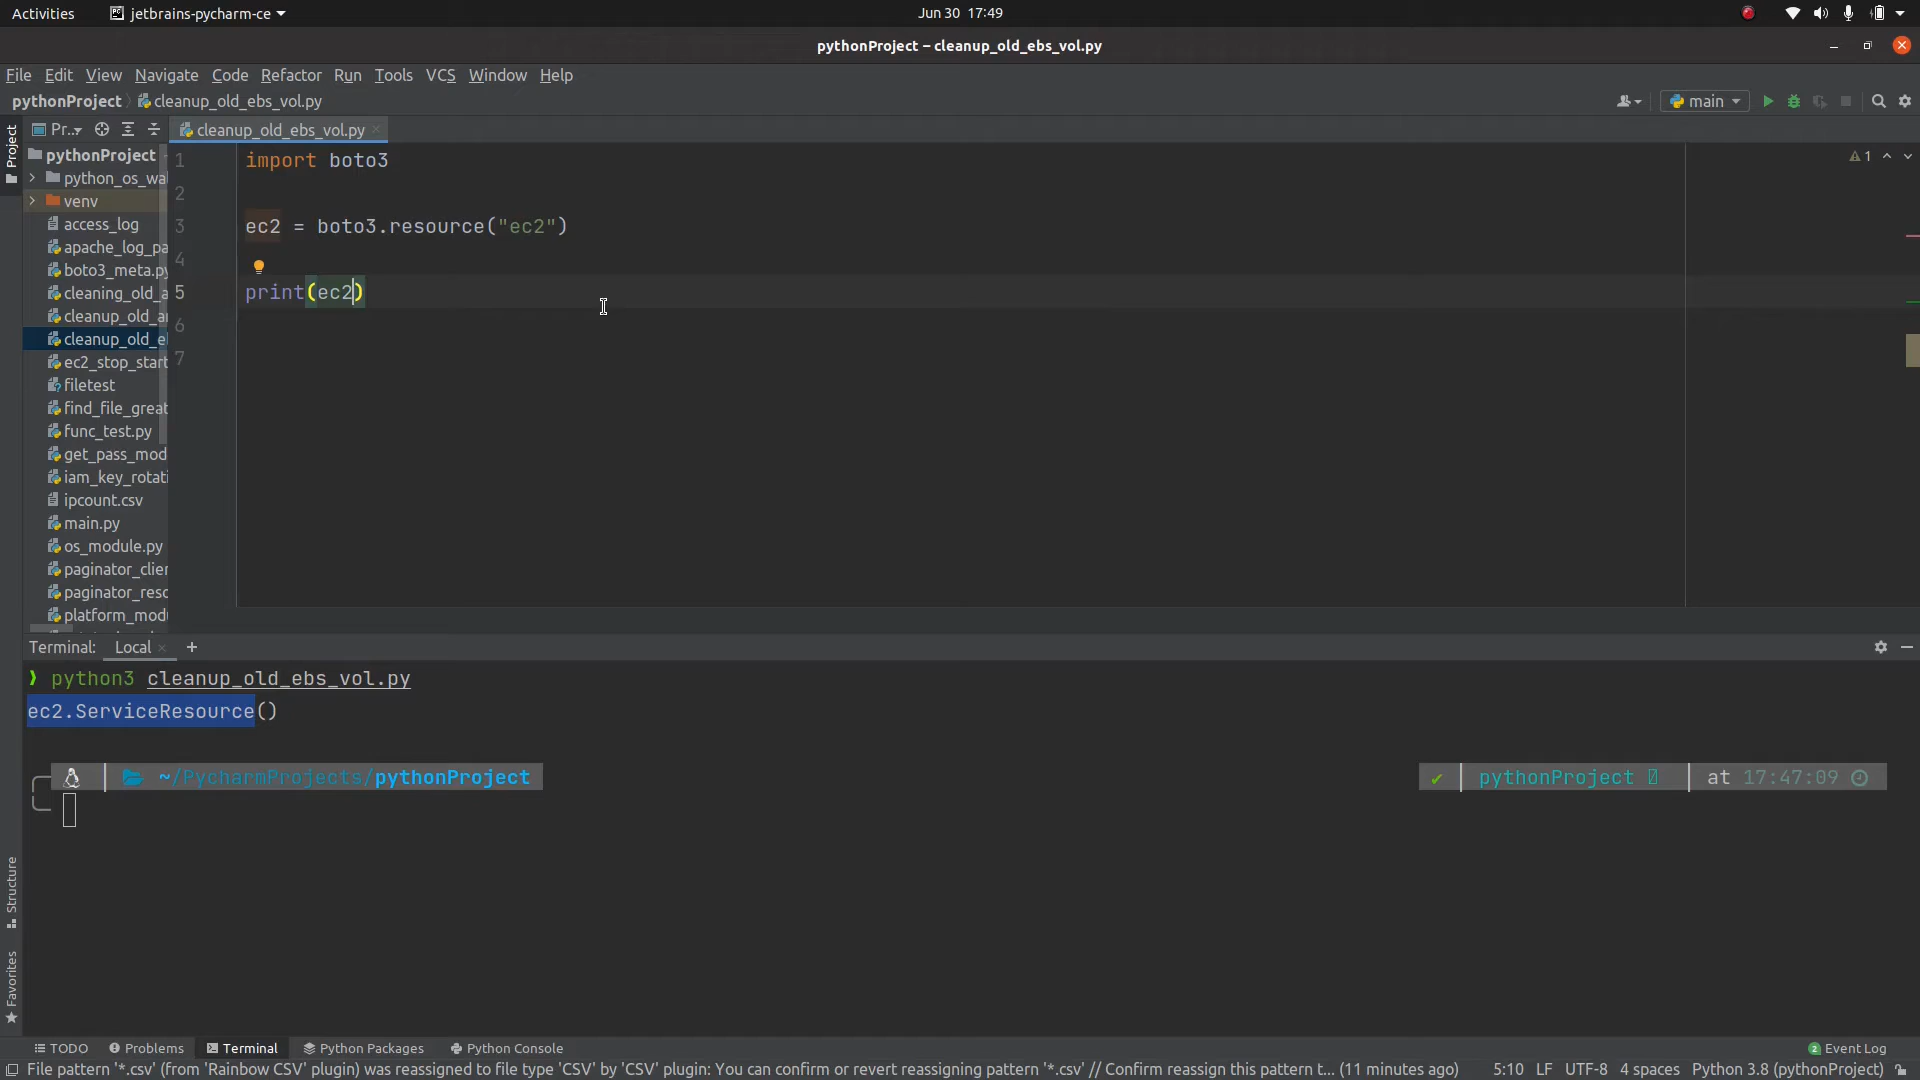 Activities jetbrains-pycharm-ce Jun 30 17:49
pythonProject – cleanup_old_ebs_vol.py
File Edit View Navigate Code Refactor Run Tools VCS Window Help
pythonProject cleanup_old_ebs_vol.py main
Project
Pr.. cleanup_old_ebs_vol.py
pythonProject
python_os_wa
venv
access_log
apache_log_pa
boto3_meta.py
cleaning_old_a
cleanup_old_a
cleanup_old_e
ec2_stop_start
filetest
find_file_great
func_test.py
get_pass_mod
iam_key_rotati
ipcount.csv
main.py
os_module.py
paginator_clie
paginator_reso
platform_modu
1 import boto3
2
3 ec2 = boto3.resource("ec2")
4
5 print(ec2)
6
7
1
Terminal: Local +
❯ python3 cleanup_old_ebs_vol.py
ec2.ServiceResource()
~/PycharmProjects/pythonProject ✔ pythonProject at 17:47:09
Structure
Favorites
TODO Problems Terminal Python Packages Python Console 2 Event Log
File pattern '*.csv' (from 'Rainbow CSV' plugin) was reassigned to file type 'CSV' by 'CSV' plugin: You can confirm or revert reassigning pattern '*.csv' // Confirm reassign this pattern t... (11 minutes ago) 5:10 LF UTF-8 4 spaces Python 3.8 (pythonProject)